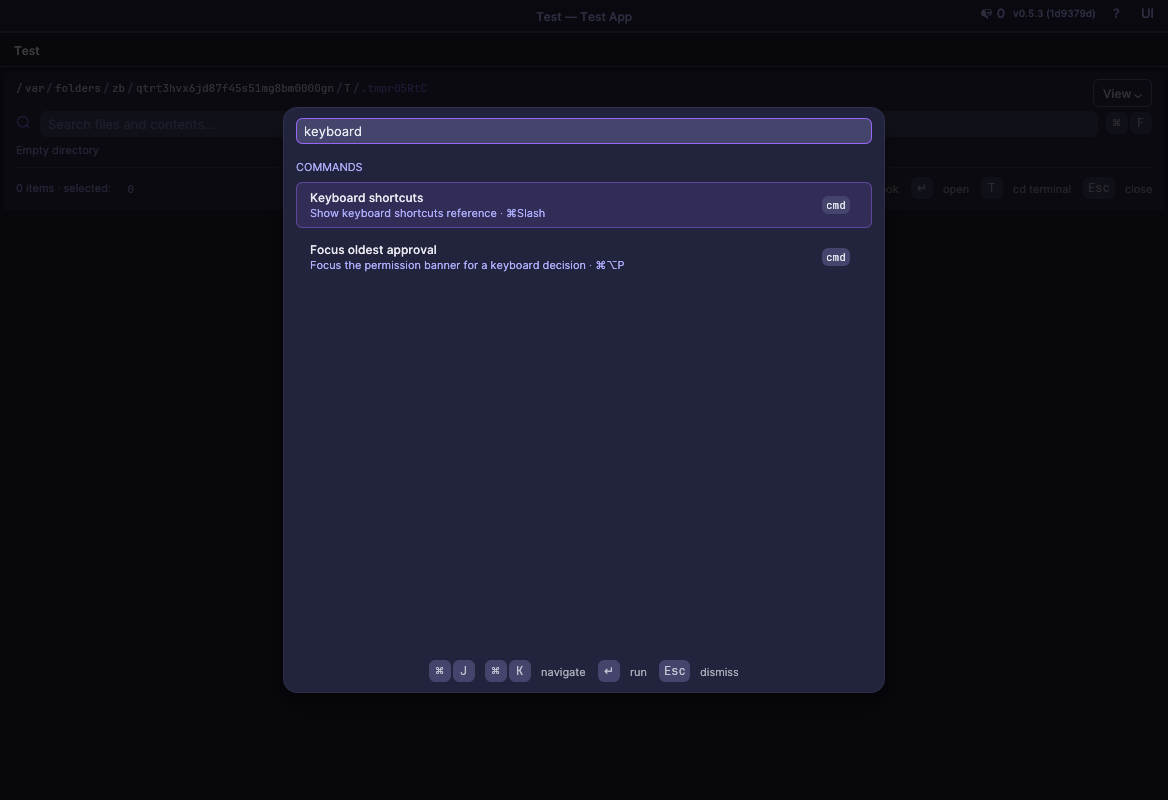 Test — Test App
0 v0.5.3 (1d9379d) ? UI
Test
/ var / folders / zb / qtrt3hvx6jd87f45s51mg8bm0000gn / T / .tmpr05RtC
View
Search files and contents...
⌘ F
Empty directory
0 items · selected: 0
ook ↵ open T cd terminal Esc close
keyboard
COMMANDS
Keyboard shortcuts
Show keyboard shortcuts reference · ⌘Slash
cmd
Focus oldest approval
Focus the permission banner for a keyboard decision · ⌘⌥P
cmd
⌘ J ⌘ K navigate ↵ run Esc dismiss